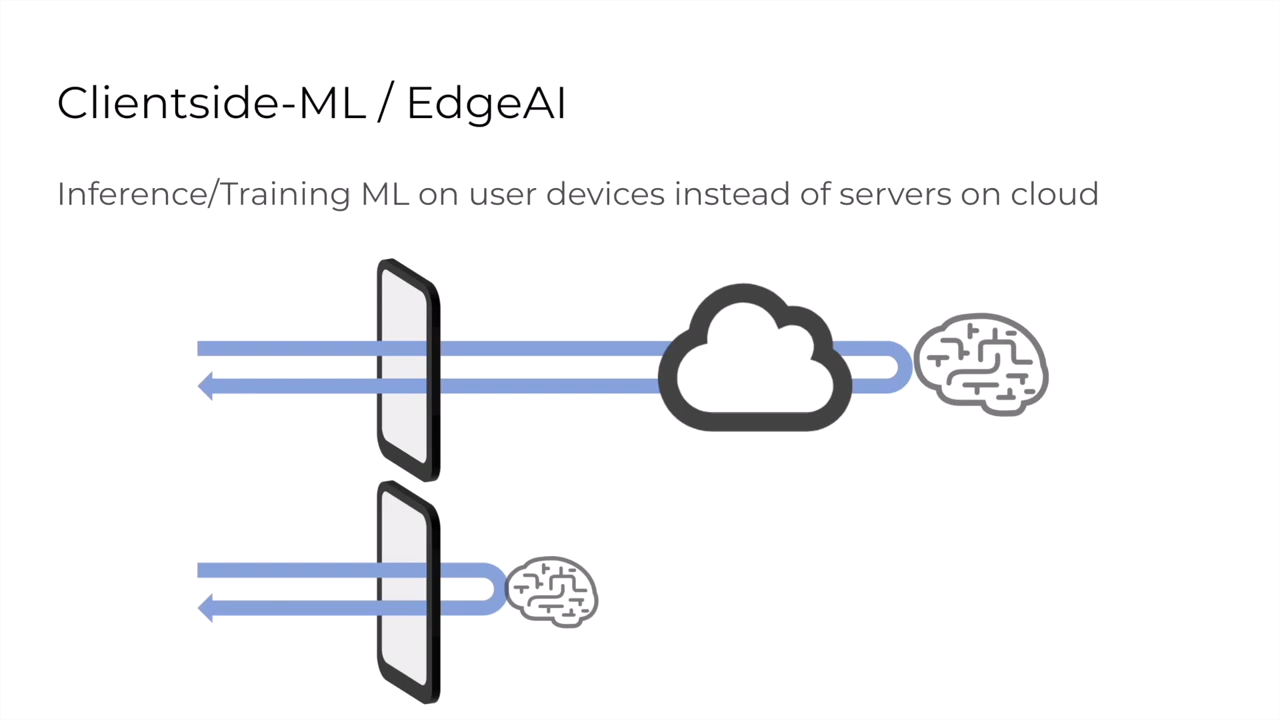 Clientside-ML / EdgeAI
Inference/Training ML on user devices instead of servers on cloud